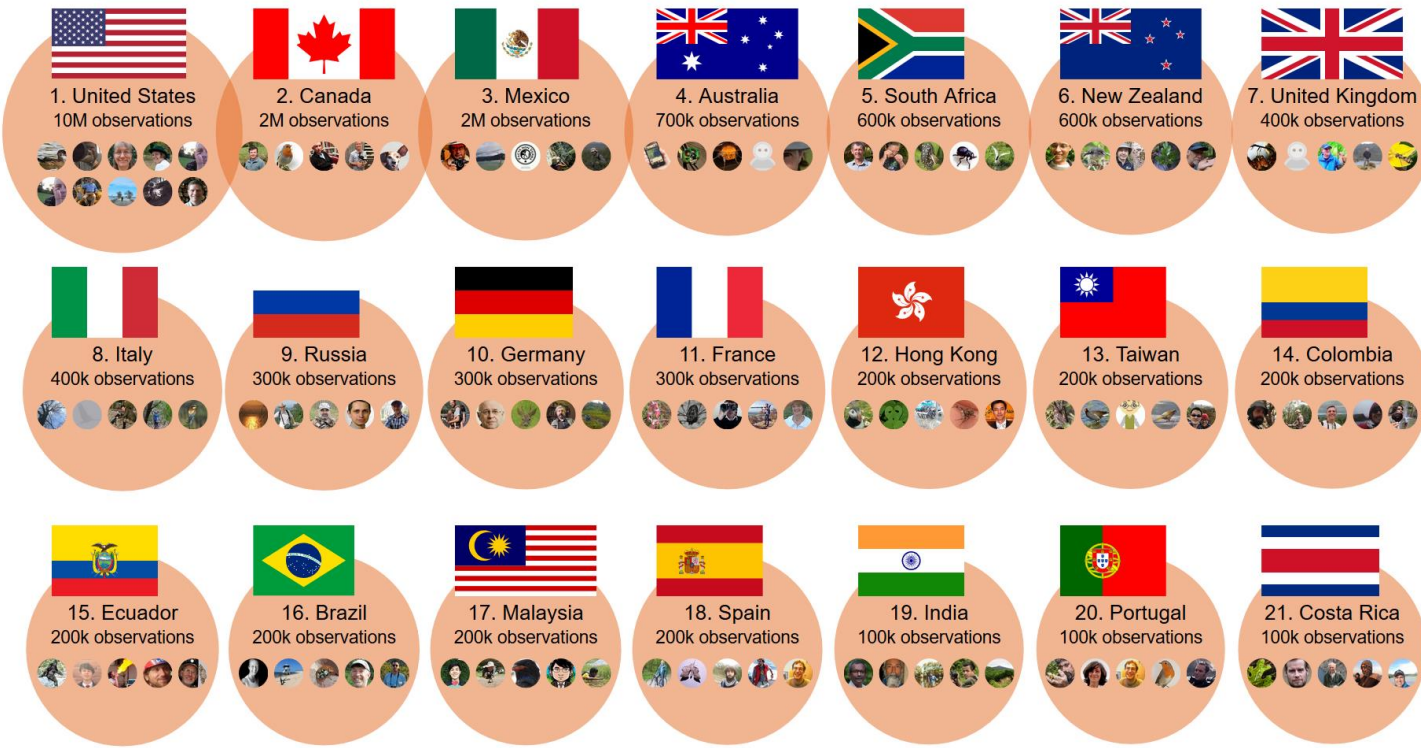 1. United States
10M observations
2. Canada
2M observations
3. Mexico
2M observations
4. Australia
700k observations
5. South Africa
600k observations
6. New Zealand
600k observations
7. United Kingdom
400k observations
8. Italy
400k observations
9. Russia
300k observations
10. Germany
300k observations
11. France
300k observations
12. Hong Kong
200k observations
13. Taiwan
200k observations
14. Colombia
200k observations
15. Ecuador
200k observations
16. Brazil
200k observations
17. Malaysia
200k observations
18. Spain
200k observations
19. India
100k observations
20. Portugal
100k observations
21. Costa Rica
100k observations